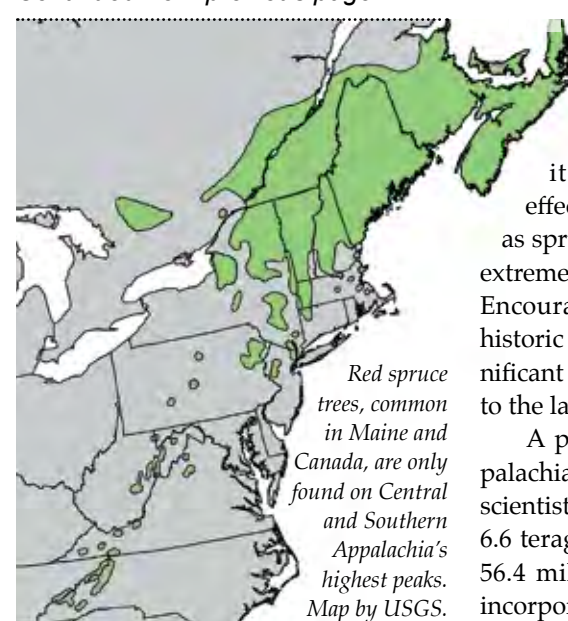 Red spruce
trees, common
in Maine and
Canada, are only
found on Central
and Southern
Appalachia's
highest peaks.
Map by USGS.
it
effe
as spr
extreme
Encoura
historic
nificant
to the la
A p
palachia
scientist
6.6 terag
56.4 mil
incorpor